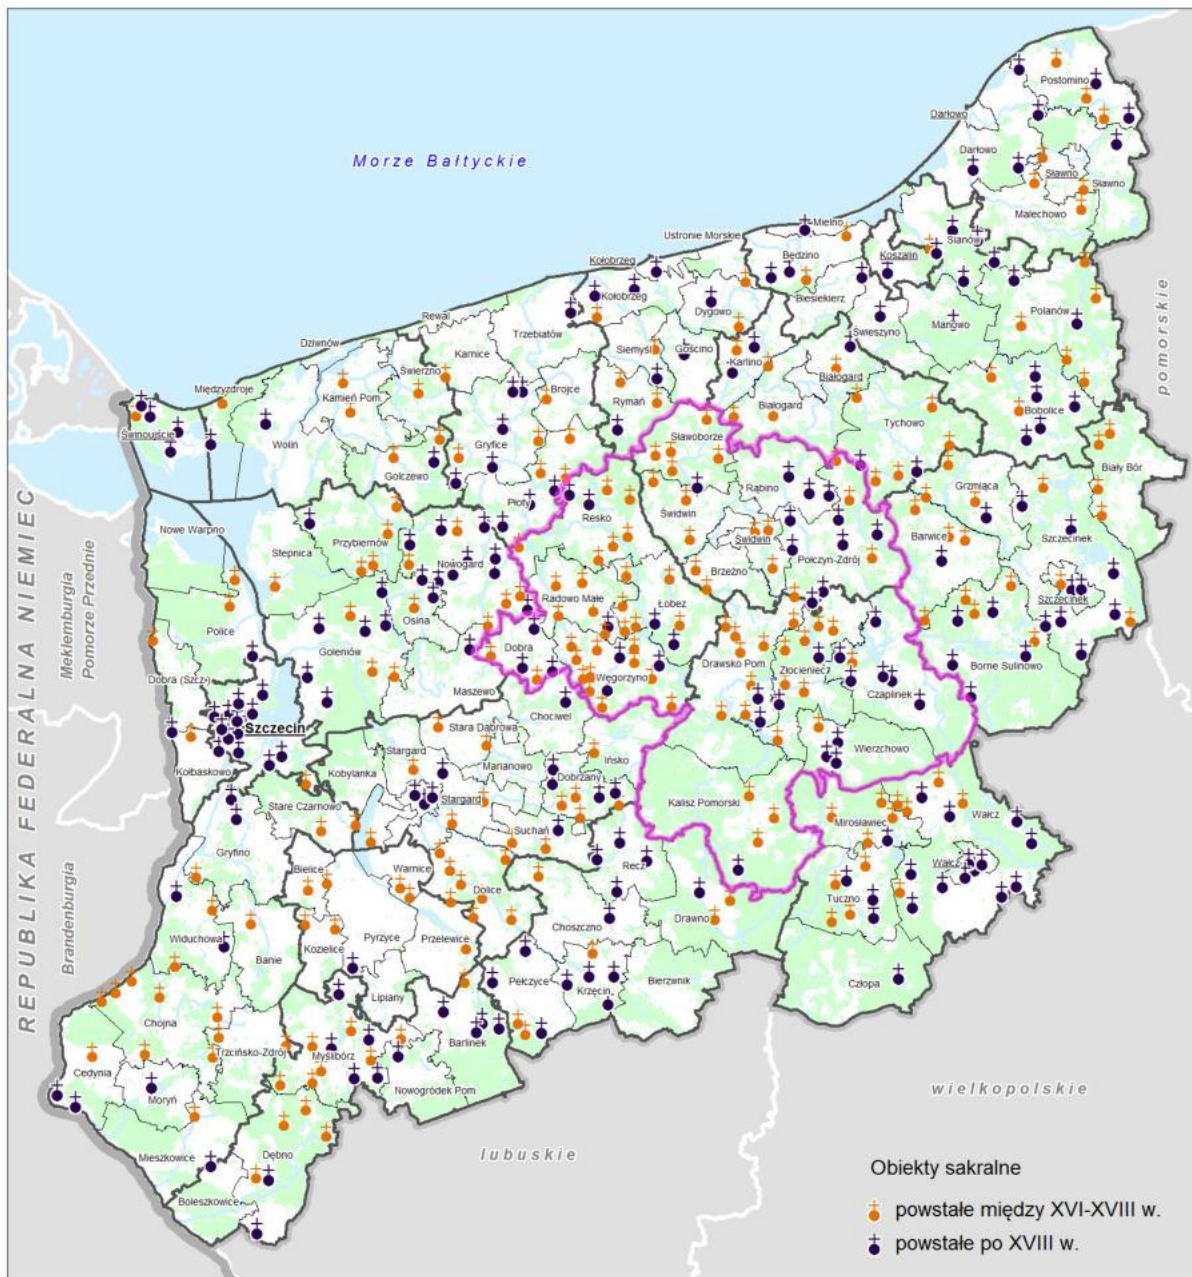 Postomino
Darłowo
Darłowo
Sławno
Sławno
Malechowo
Morze Bałtyckie
Mielno
Ustronie Morskie
Sianów
Będzino
Koszalin
Kołobrzeg
Kołobrzeg
Biesiekierz
Dygowo
Polanów
Manowo
Świeszyno
Rewal
Trzebiatów
Dziwnów
Siemyśl
Gościno
Karnice
Karlino
Białogard
Świerzno
Międzyzdroje
Brojce
Rymań
Kamień Pom.
Białogard
Bobolice
Tychowo
Świnoujście
Wolin
Gryfice
Sławoborze
Biały Bór
Golczewo
Rąbino
Grzmiąca
Płoty
Resko
Świdwin
Nowe Warpno
Stepnica
Przybiernów
Świdwin
Barwice
Szczecinek
Nowogard
Połczyn-Zdrój
Brzeżno
Radowo Małe
Łobez
Szczecinek
Osina
Police
Goleniów
Dobra
Drawsko Pom.
Złocieniec
Borne Sulinowo
Dobra (Szcz.)
Węgorzyno
Maszewo
Czaplinek
Chociwel
Szczecin
Stara Dąbrowa
Wierzchowo
Stargard
Ińsko
Marianowo
Kołbaskowo
Kobylanka
Dobrzany
Stargard
Kalisz Pomorski
Stare Czarnowo
Mirosławiec
Wałcz
Suchań
Gryfino
Recz
Wałcz
Bielice
Warnice
Dolice
Tuczno
Drawno
Choszczno
Widuchowa
Kozielice
Pyrzyce
Przelewice
Banie
Pełczyce
Krzęcin
Bierzwnik
Człopa
Lipiany
Chojna
Barlinek
Trzcińsko-Zdrój
Myślibórz
Cedynia
Nowogródek Pom.
Moryń
Mieszkowice
Dębno
Boleszkowice
REPUBLIKA FEDERALNA NIEMIEC
Meklemburgia
Pomorze Przednie
Brandenburgia
pomorskie
wielkopolskie
lubuskie
Obiekty sakralne
powstałe między XVI-XVIII w.
powstałe po XVIII w.